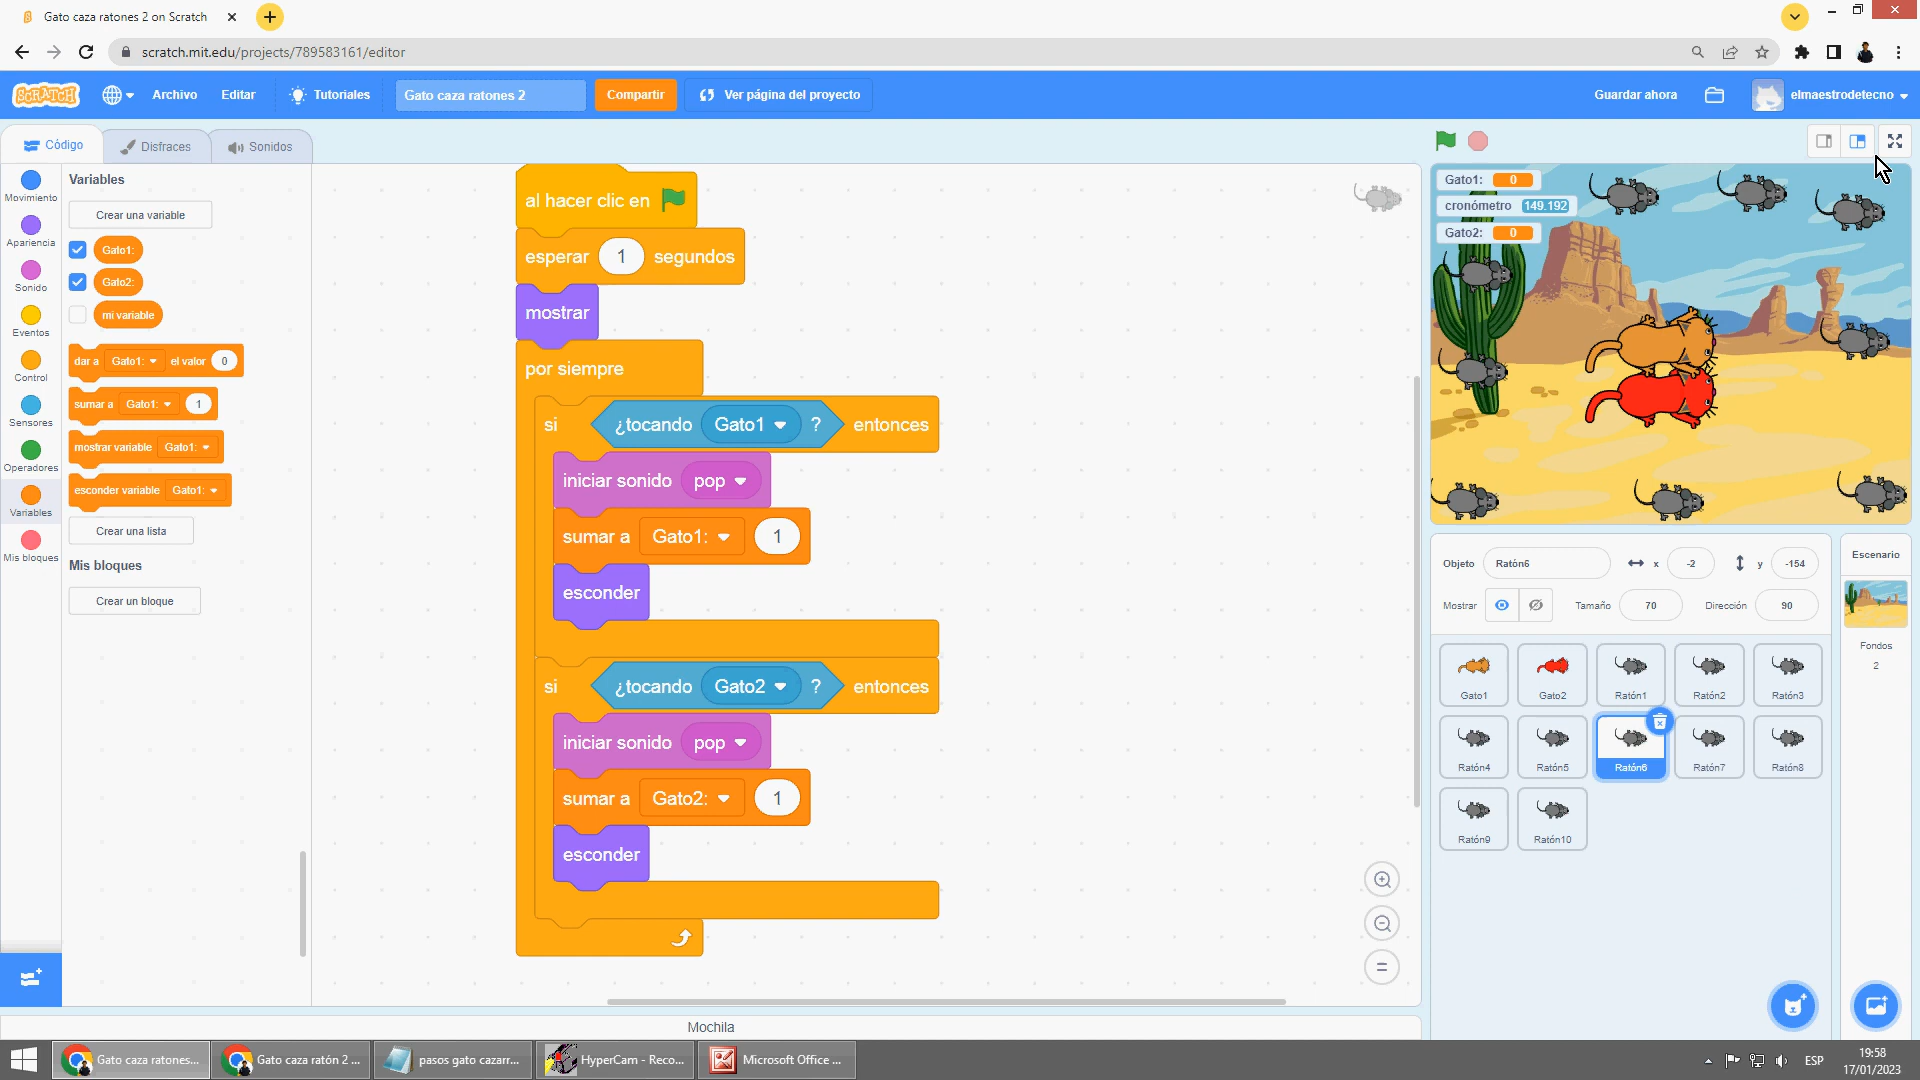 Gato caza ratones 2 on Scratch
scratch.mit.edu/projects/789583161/editor
SCRATCH
Archivo
Editar
Tutoriales
Gato caza ratones 2
Compartir
Ver página del proyecto
Guardar ahora
elmaestrodetecno
Código
Disfraces
Sonidos
Movimiento
Apariencia
Sonido
Eventos
Control
Sensores
Operadores
Variables
Mis bloques
Variables
Crear una variable
Gato1:
Gato2:
mi variable
dar a Gato1: el valor 0
sumar a Gato1: 1
mostrar variable Gato1:
esconder variable Gato1:
Crear una lista
Mis bloques
Crear un bloque
al hacer clic en
esperar 1 segundos
mostrar
por siempre
si ¿tocando Gato1 ? entonces
iniciar sonido pop
sumar a Gato1: 1
esconder
si ¿tocando Gato2 ? entonces
iniciar sonido pop
sumar a Gato2: 1
esconder
Mochila
Gato1: 0
cronómetro 149.192
Gato2: 0
Objeto Ratón6 x -2 y -154
Mostrar Tamaño 70 Dirección 90
Gato1 Gato2 Ratón1 Ratón2 Ratón3
Ratón4 Ratón5 Ratón6 Ratón7 Ratón8
Ratón9 Ratón10
Escenario
Fondos
2
Gato caza ratones...
Gato caza ratón 2 ...
pasos gato cazarr...
HyperCam - Reco...
Microsoft Office ...
ESP
19:58
17/01/2023